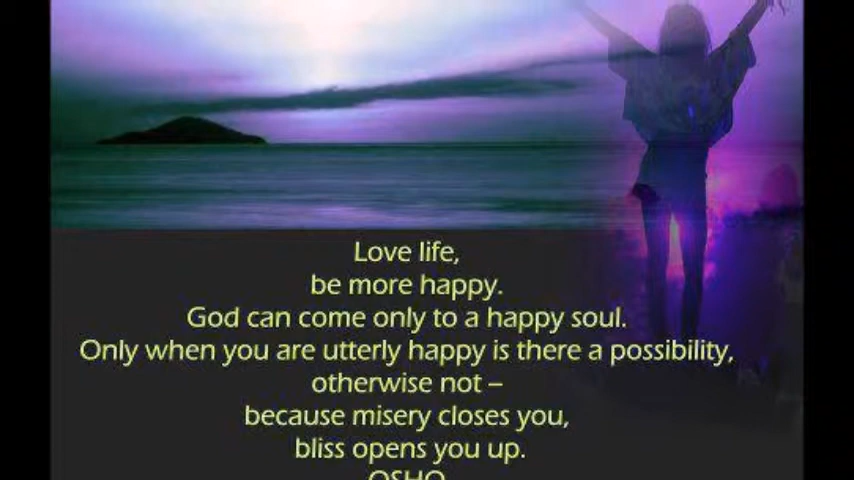 Love life,
be more happy.
God can come only to a happy soul.
Only when you are utterly happy is there a possibility,
otherwise not –
because misery closes you,
bliss opens you up.
OSHO